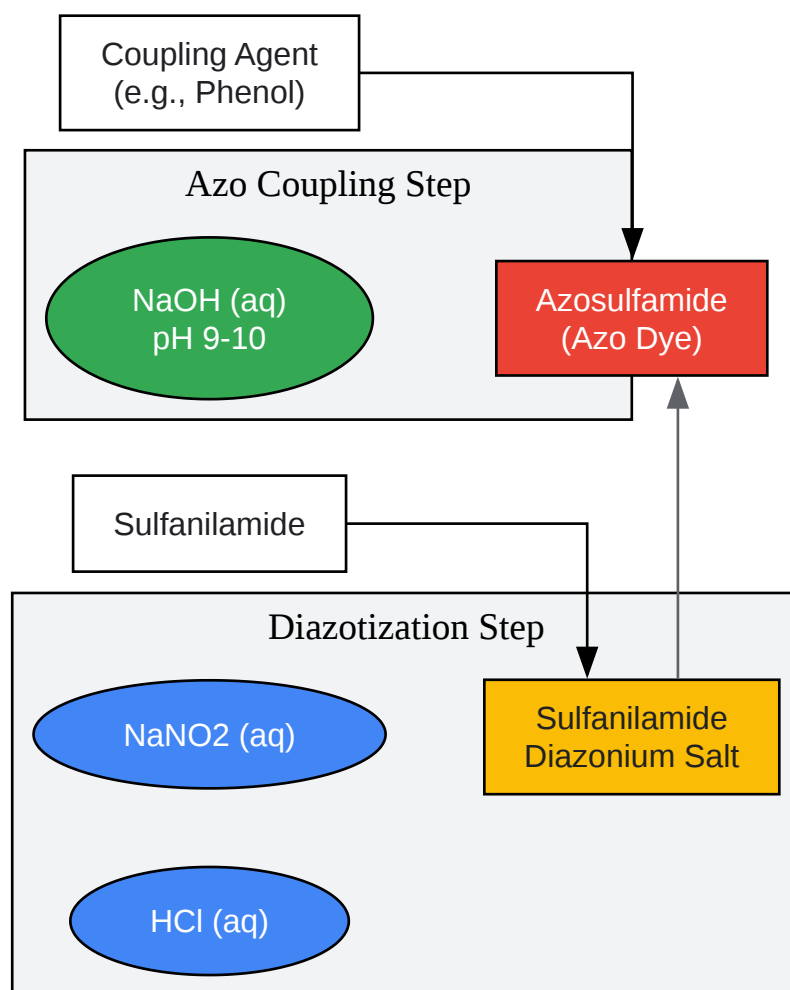 Coupling Agent
(e.g., Phenol)
Azo Coupling Step
NaOH (aq)
pH 9-10
Azosulfamide
(Azo Dye)
Sulfanilamide
Diazotization Step
NaNO2 (aq)
Sulfanilamide
Diazonium Salt
HCl (aq)